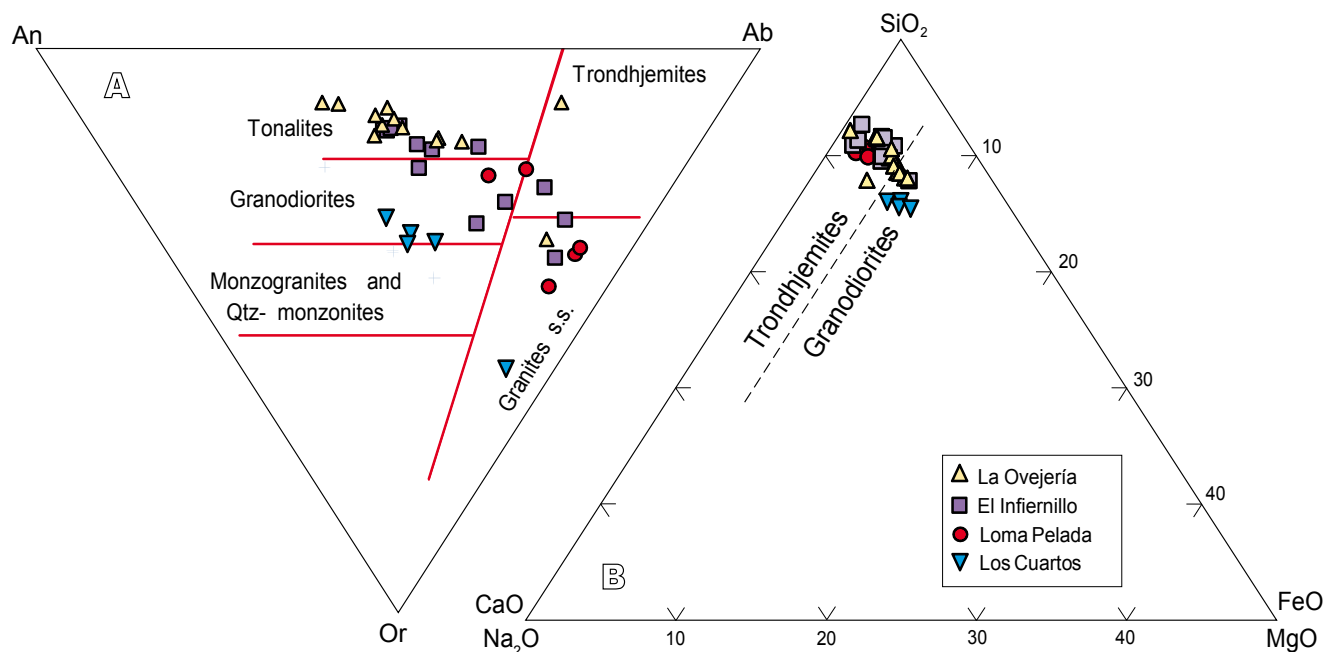 An
Ab
A
Trondhjemites
Tonalites
Granodiorites
Monzogranites and
Qtz- monzonites
Granites s.s.
Or
SiO₂
10
20
30
40
Trondhjemites
Granodiorites
La Ovejería
El Infiernillo
Loma Pelada
Los Cuartos
B
CaO
Na₂O
10
20
30
40
FeO
MgO